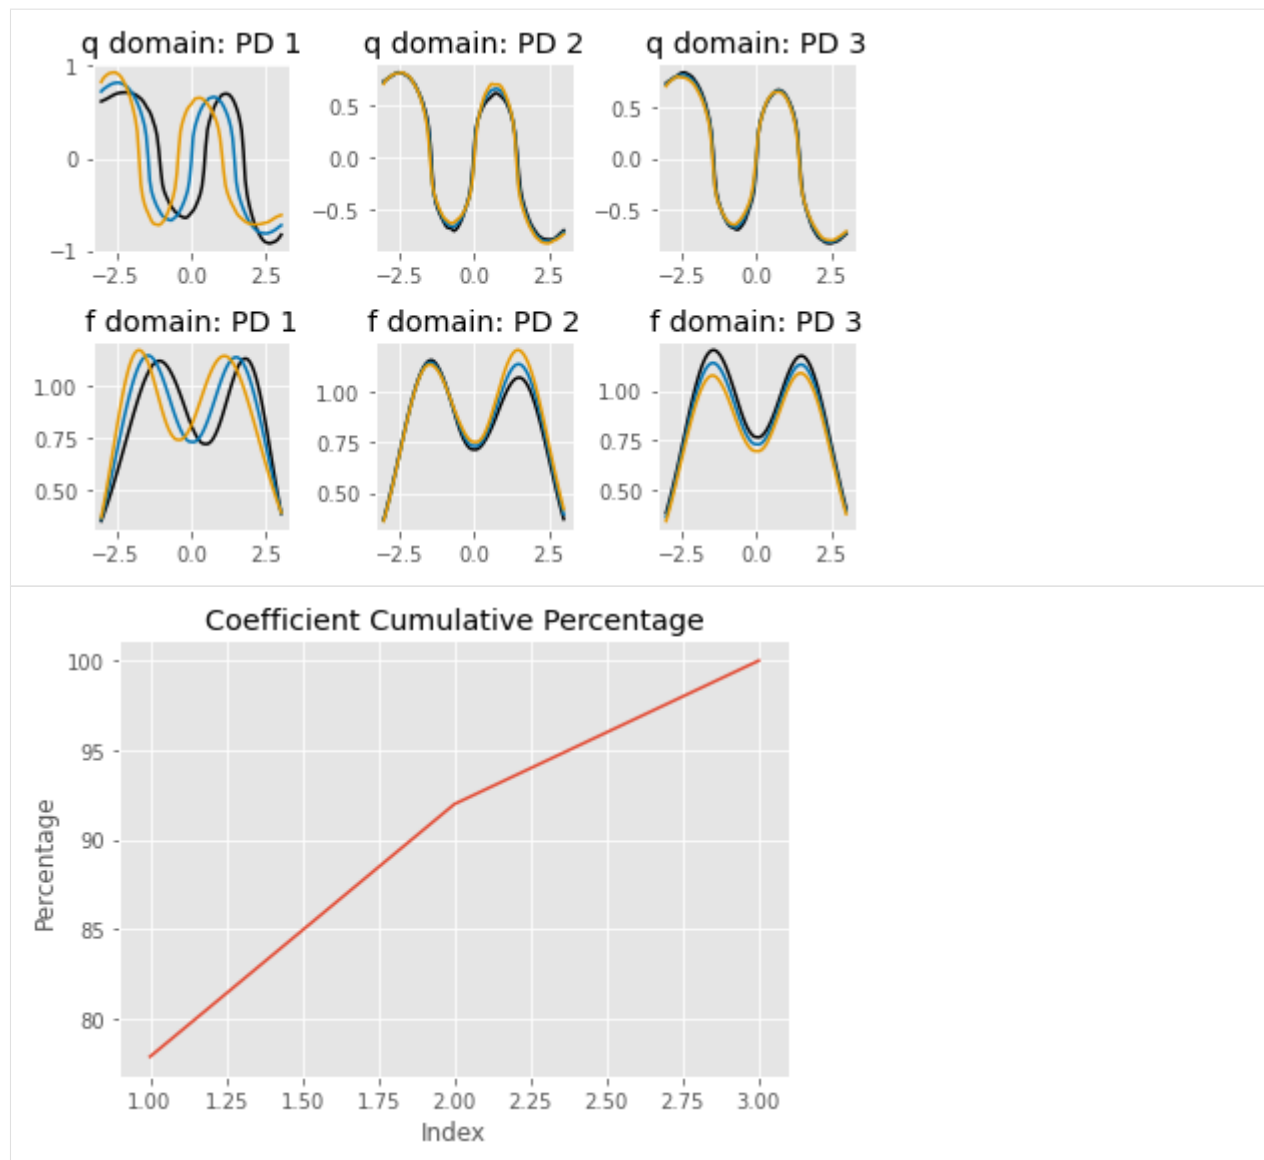 q domain: PD 1 q domain: PD 2 q domain: PD 3
1
0
−1
0.5
0.0
−0.5
0.5
0.0
−0.5
−2.5 0.0 2.5 −2.5 0.0 2.5 −2.5 0.0 2.5
f domain: PD 1 f domain: PD 2 f domain: PD 3
1.00
0.75
0.50
1.00
0.75
0.50
1.00
0.75
0.50
−2.5 0.0 2.5 −2.5 0.0 2.5 −2.5 0.0 2.5
Coefficient Cumulative Percentage
100
95
90
85
80
Percentage
1.00 1.25 1.50 1.75 2.00 2.25 2.50 2.75 3.00
Index